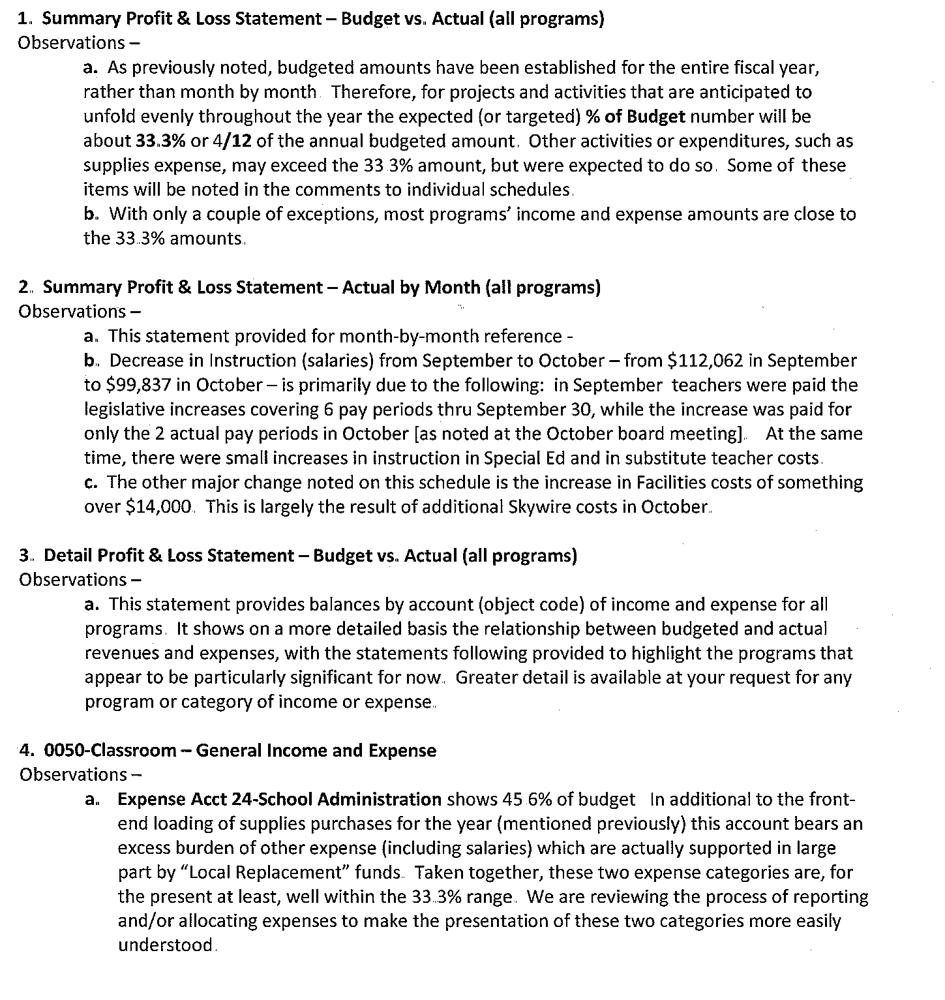 1. Summary Profit & Loss Statement – Budget vs. Actual (all programs)
Observations –
a. As previously noted, budgeted amounts have been established for the entire fiscal year,
rather than month by month. Therefore, for projects and activities that are anticipated to
unfold evenly throughout the year the expected (or targeted) % of Budget number will be
about 33.3% or 4/12 of the annual budgeted amount. Other activities or expenditures, such as
supplies expense, may exceed the 33.3% amount, but were expected to do so. Some of these
items will be noted in the comments to individual schedules.
b. With only a couple of exceptions, most programs' income and expense amounts are close to
the 33.3% amounts.
2. Summary Profit & Loss Statement – Actual by Month (all programs)
Observations –
a. This statement provided for month-by-month reference -
b. Decrease in Instruction (salaries) from September to October – from $112,062 in September
to $99,837 in October – is primarily due to the following: in September teachers were paid the
legislative increases covering 6 pay periods thru September 30, while the increase was paid for
only the 2 actual pay periods in October [as noted at the October board meeting]. At the same
time, there were small increases in instruction in Special Ed and in substitute teacher costs.
c. The other major change noted on this schedule is the increase in Facilities costs of something
over $14,000. This is largely the result of additional Skywire costs in October.
3. Detail Profit & Loss Statement – Budget vs. Actual (all programs)
Observations –
a. This statement provides balances by account (object code) of income and expense for all
programs. It shows on a more detailed basis the relationship between budgeted and actual
revenues and expenses, with the statements following provided to highlight the programs that
appear to be particularly significant for now. Greater detail is available at your request for any
program or category of income or expense.
4. 0050-Classroom – General Income and Expense
Observations –
a. Expense Acct 24-School Administration shows 45.6% of budget In additional to the front-
end loading of supplies purchases for the year (mentioned previously) this account bears an
excess burden of other expense (including salaries) which are actually supported in large
part by "Local Replacement" funds. Taken together, these two expense categories are, for
the present at least, well within the 33.3% range. We are reviewing the process of reporting
and/or allocating expenses to make the presentation of these two categories more easily
understood.